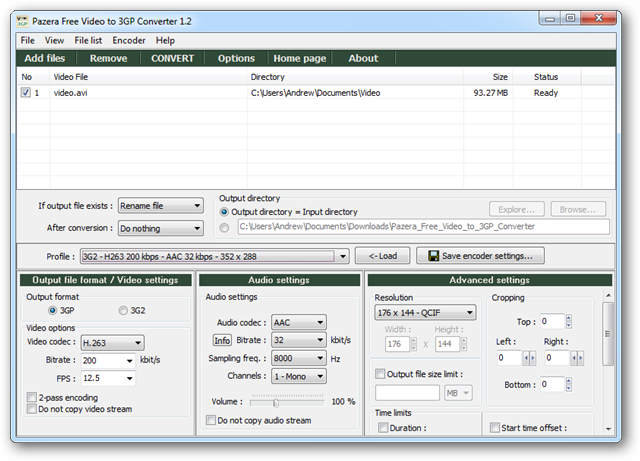 Pazera Free Video to 3GP Converter 1.2
File View File list Encoder Help
Add files Remove CONVERT Options Home page About
No Video File Directory Size Status
1 video.avi C:\Users\Andrew\Documents\Video 93.27 MB Ready
If output file exists : Rename file
After conversion : Do nothing
Output directory
Output directory = Input directory
Explore... Browse...
C:\Users\Andrew\Documents\Downloads\Pazera_Free_Video_to_3GP_Converter
Profile : 3G2 - H263 200 kbps - AAC 32 kbps - 352 x 288 <-Load Save encoder settings...
Output file format / Video settings
Output format
3GP 3G2
Video options
Video codec : H.263
Bitrate : 200 kbit/s
FPS : 12.5
2-pass encoding
Do not copy video stream
Audio settings
Audio settings
Audio codec : AAC
Info Bitrate : 32 kbit/s
Sampling freq. : 8000 Hz
Channels : 1 - Mono
Volume : 100 %
Do not copy audio stream
Advanced settings
Resolution
176 x 144 - QCIF
Width : Height :
176 x 144
Output file size limit :
MB
Time limits
Duration :
Cropping
Top : 0
Left : Right :
0 0
Bottom : 0
Start time offset :